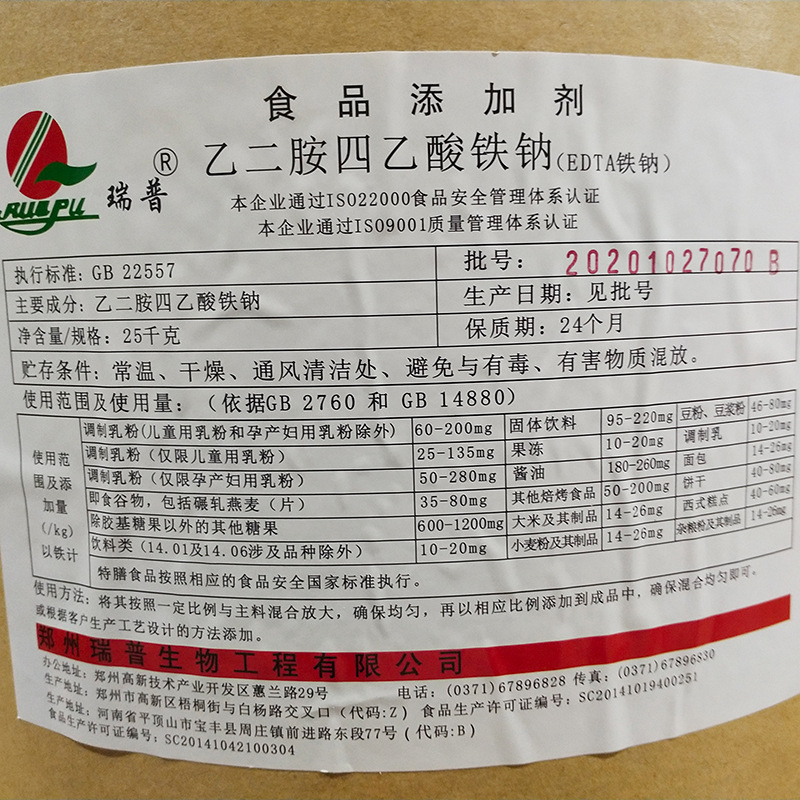 食品添加剂
RUIPU
瑞普®
乙二胺四乙酸铁钠(EDTA铁钠)
本企业通过ISO22000食品安全管理体系认证
本企业通过ISO9001质量管理体系认证
执行标准: GB 22557
批号: 20201027070 B
主要成分: 乙二胺四乙酸铁钠
生产日期: 见批号
净含量/规格: 25千克
保质期: 24个月
贮存条件: 常温、干燥、通风清洁处、避免与有毒、有害物质混放。
使用范围及使用量: (依据GB 2760 和 GB 14880)
使用范围及添加量(/kg)以铁计
调制乳粉(儿童用乳粉和孕产妇用乳粉除外) 60-200mg 固体饮料 95-220mg 豆粉、豆浆粉 46-80mg
调制乳粉(仅限儿童用乳粉) 25-135mg 果冻 10-20mg 调制乳 10-20mg
调制乳粉(仅限孕产妇用乳粉) 50-280mg 酱油 180-260mg 面包 14-26mg
即食谷物,包括碾轧燕麦(片) 35-80mg 其他焙烤食品 50-200mg 饼干 40-80mg
除胶基糖果以外的其他糖果 600-1200mg 大米及其制品 14-26mg 西式糕点 40-60mg
饮料类(14.01及14.06涉及品种除外) 10-20mg 小麦粉及其制品 14-26mg 杂粮粉及其制品 14-26mg
特膳食品按照相应的食品安全国家标准执行。
使用方法: 将其按照一定比例与主料混合放大,确保均匀,再以相应比例添加到成品中,确保混合均匀即可。
或根据客户生产工艺设计的方法添加。
郑州瑞普生物工程有限公司
办公地址: 郑州高新技术产业开发区蕙兰路29号 电话: (0371)67896828 传真: (0371)67896830
生产地址: 郑州市高新区梧桐街与白杨路交叉口(代码:Z) 食品生产许可证编号: SC20141019400251
生产地址: 河南省平顶山市宝丰县周庄镇前进路东段77号(代码:B)
食品生产许可证编号: SC20141042100304